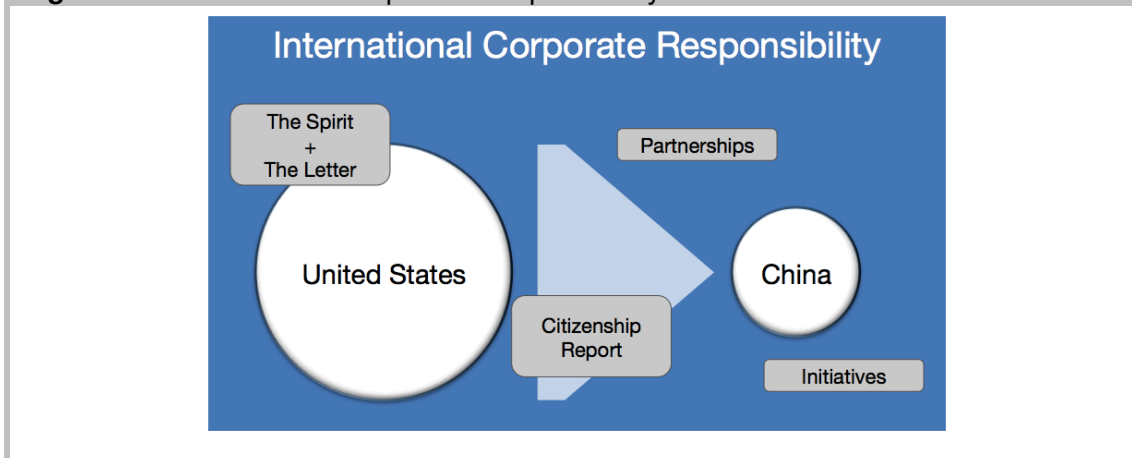 International Corporate Responsibility
The Spirit
+
The Letter
Partnerships
United States
China
Citizenship
Report
Initiatives